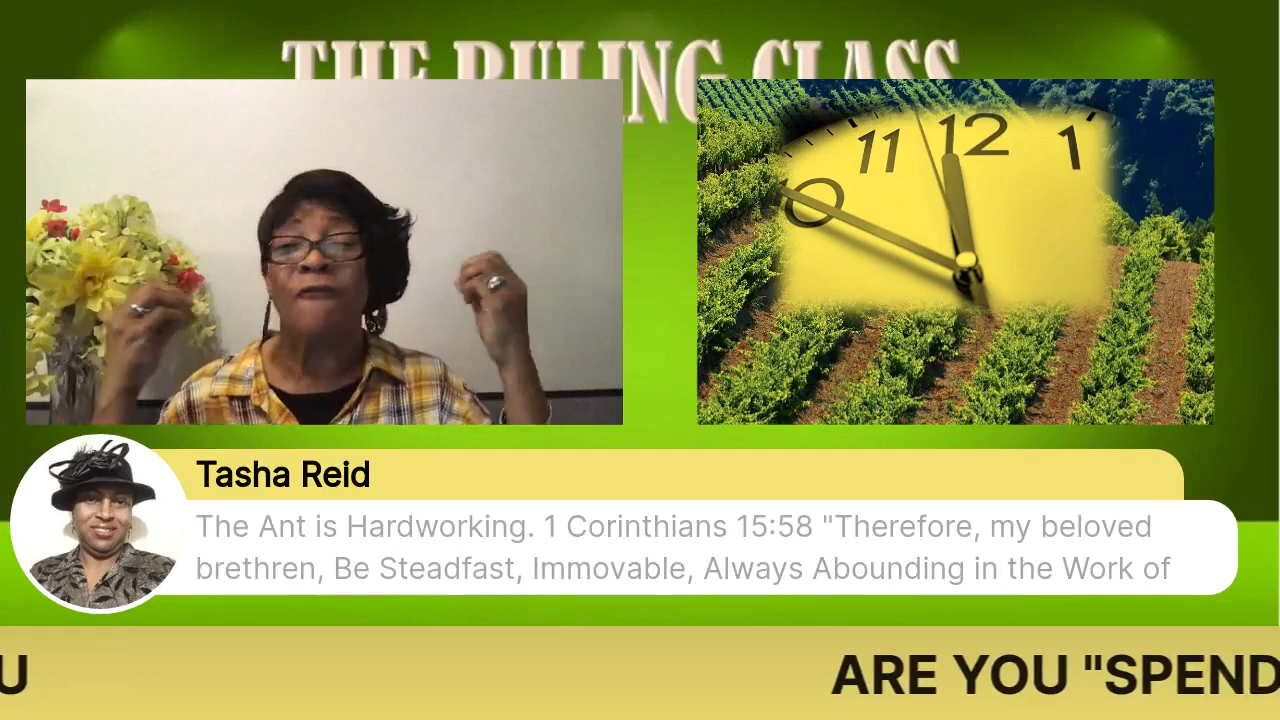 THE RULING CLASS
11 12 1
Tasha Reid
The Ant is Hardworking. 1 Corinthians 15:58 "Therefore, my beloved
brethren, Be Steadfast, Immovable, Always Abounding in the Work of
U ARE YOU "SPEND